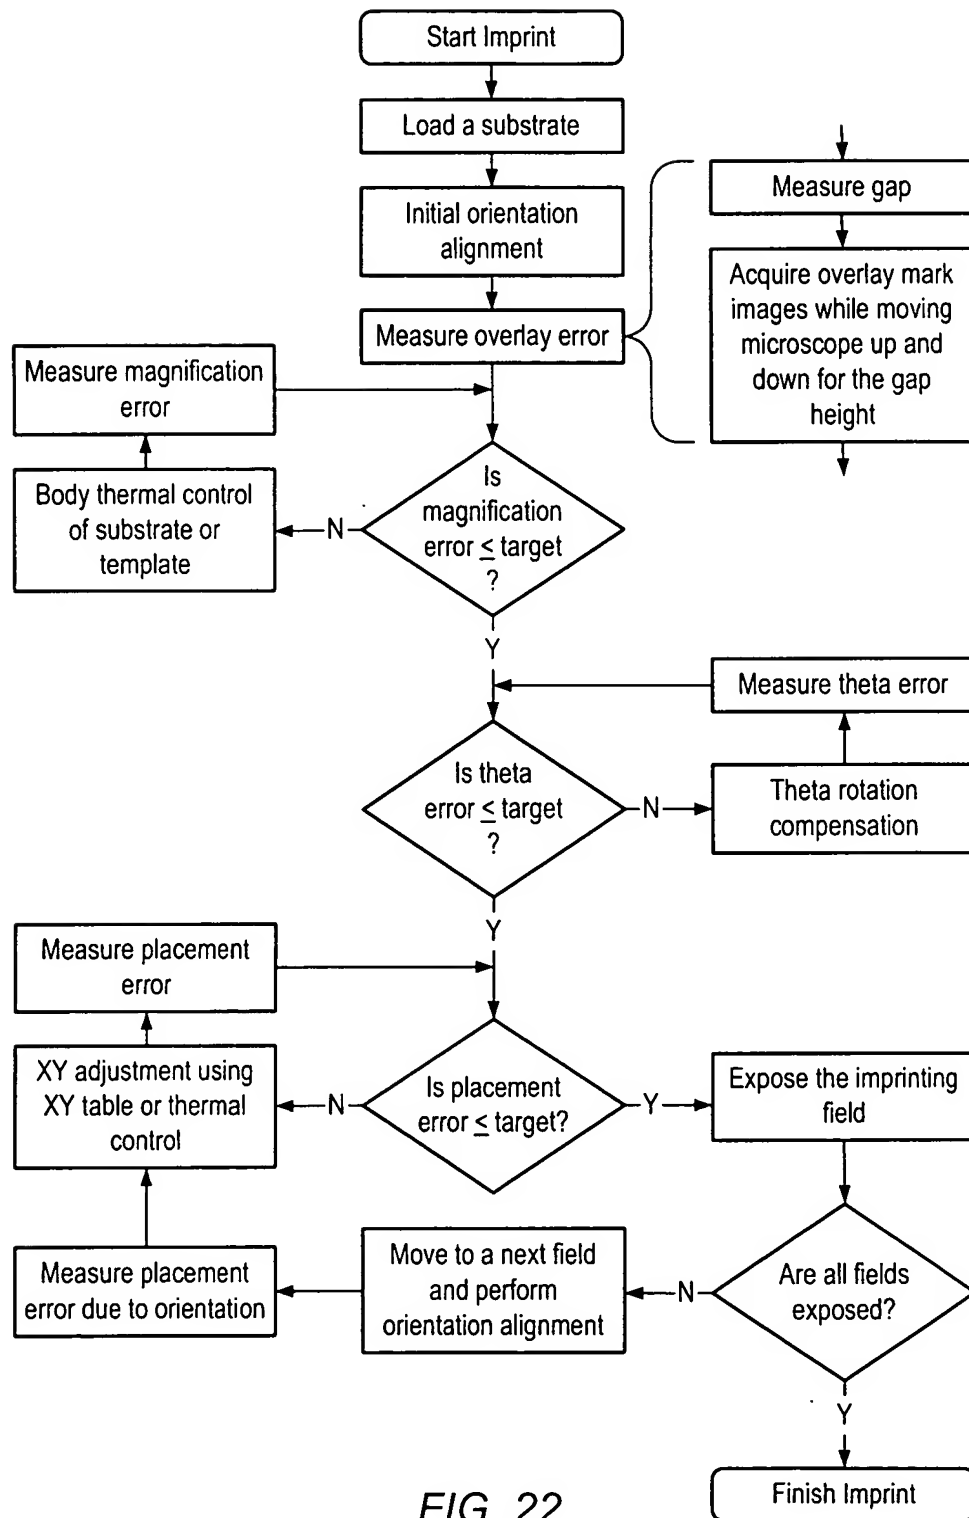 Start Imprint
Load a substrate
Initial orientation
alignment
Measure overlay error
Measure gap
Acquire overlay mark
images while moving
microscope up and
down for the gap
height
Measure magnification
error
Body thermal control
of substrate or
template
N
Is
magnification
error ≤ target
?
Y
Measure theta error
Is theta
error ≤ target
?
N
Theta rotation
compensation
Y
Measure placement
error
XY adjustment using
XY table or thermal
control
N
Is placement
error ≤ target?
Y
Expose the imprinting
field
Measure placement
error due to orientation
Move to a next field
and perform
orientation alignment
N
Are all fields
exposed?
Y
Finish Imprint
FIG. 22